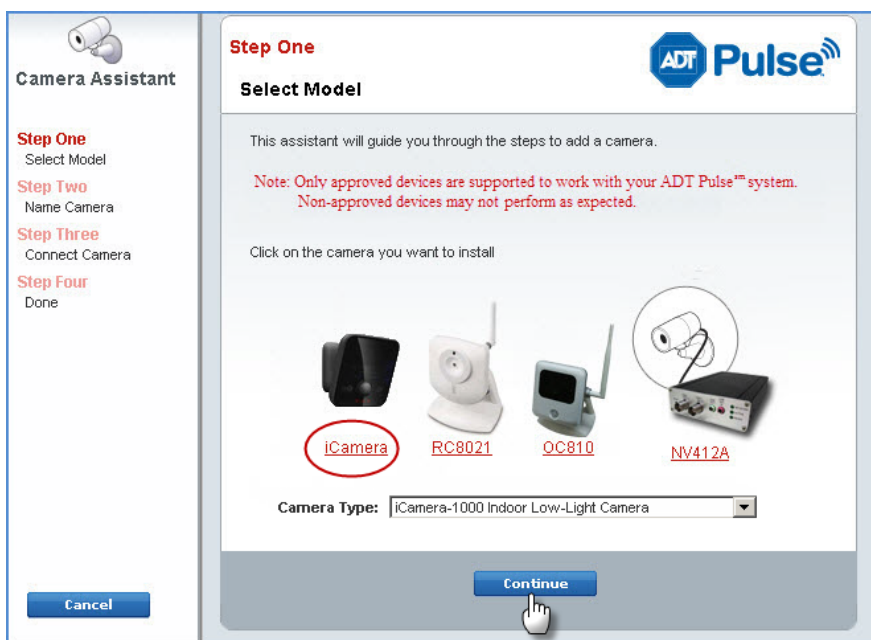 Camera Assistant
Step One
Select Model
Step Two
Name Camera
Step Three
Connect Camera
Step Four
Done
Cancel
Step One
Select Model
ADT Pulse
This assistant will guide you through the steps to add a camera.
Note: Only approved devices are supported to work with your ADT Pulse℠ system.
Non-approved devices may not perform as expected.
Click on the camera you want to install
iCamera
RC8021
OC810
NV412A
Camera Type: iCamera-1000 Indoor Low-Light Camera
Continue